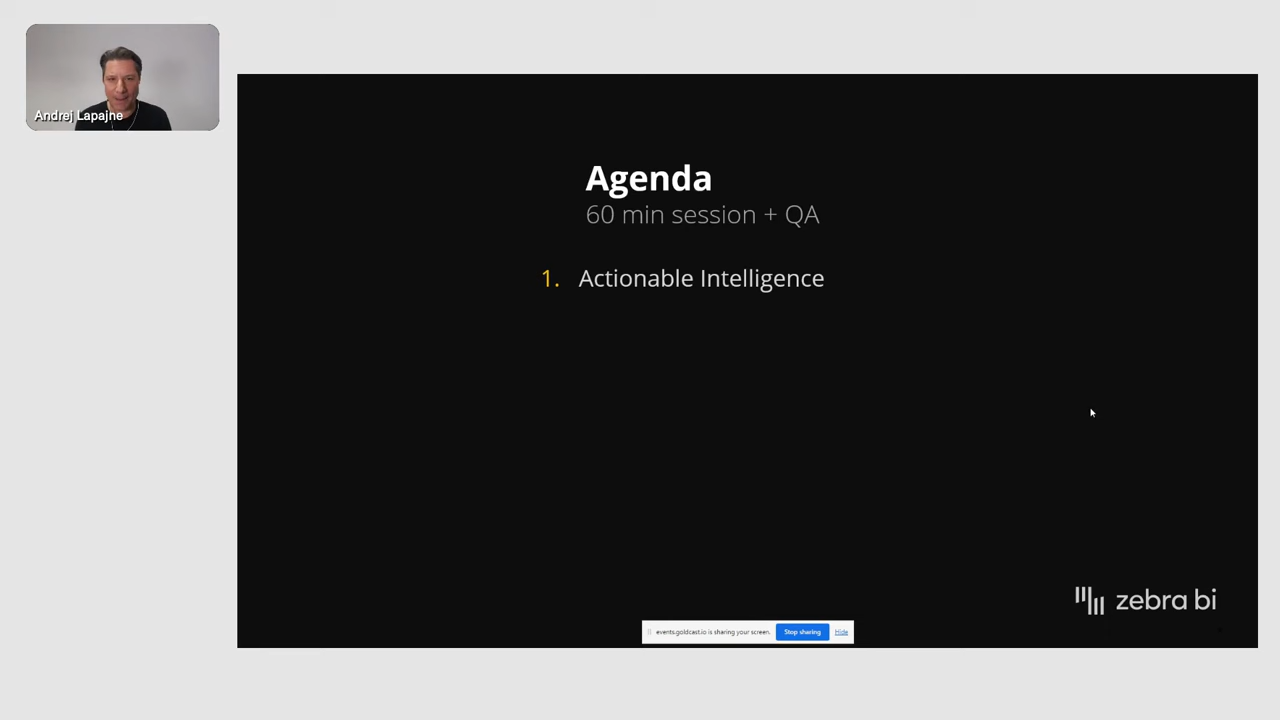 Andrej Lapajne
Agenda
60 min session + QA
1. Actionable Intelligence
zebra bi
events.goldcast.io is sharing your screen. Stop sharing Hide